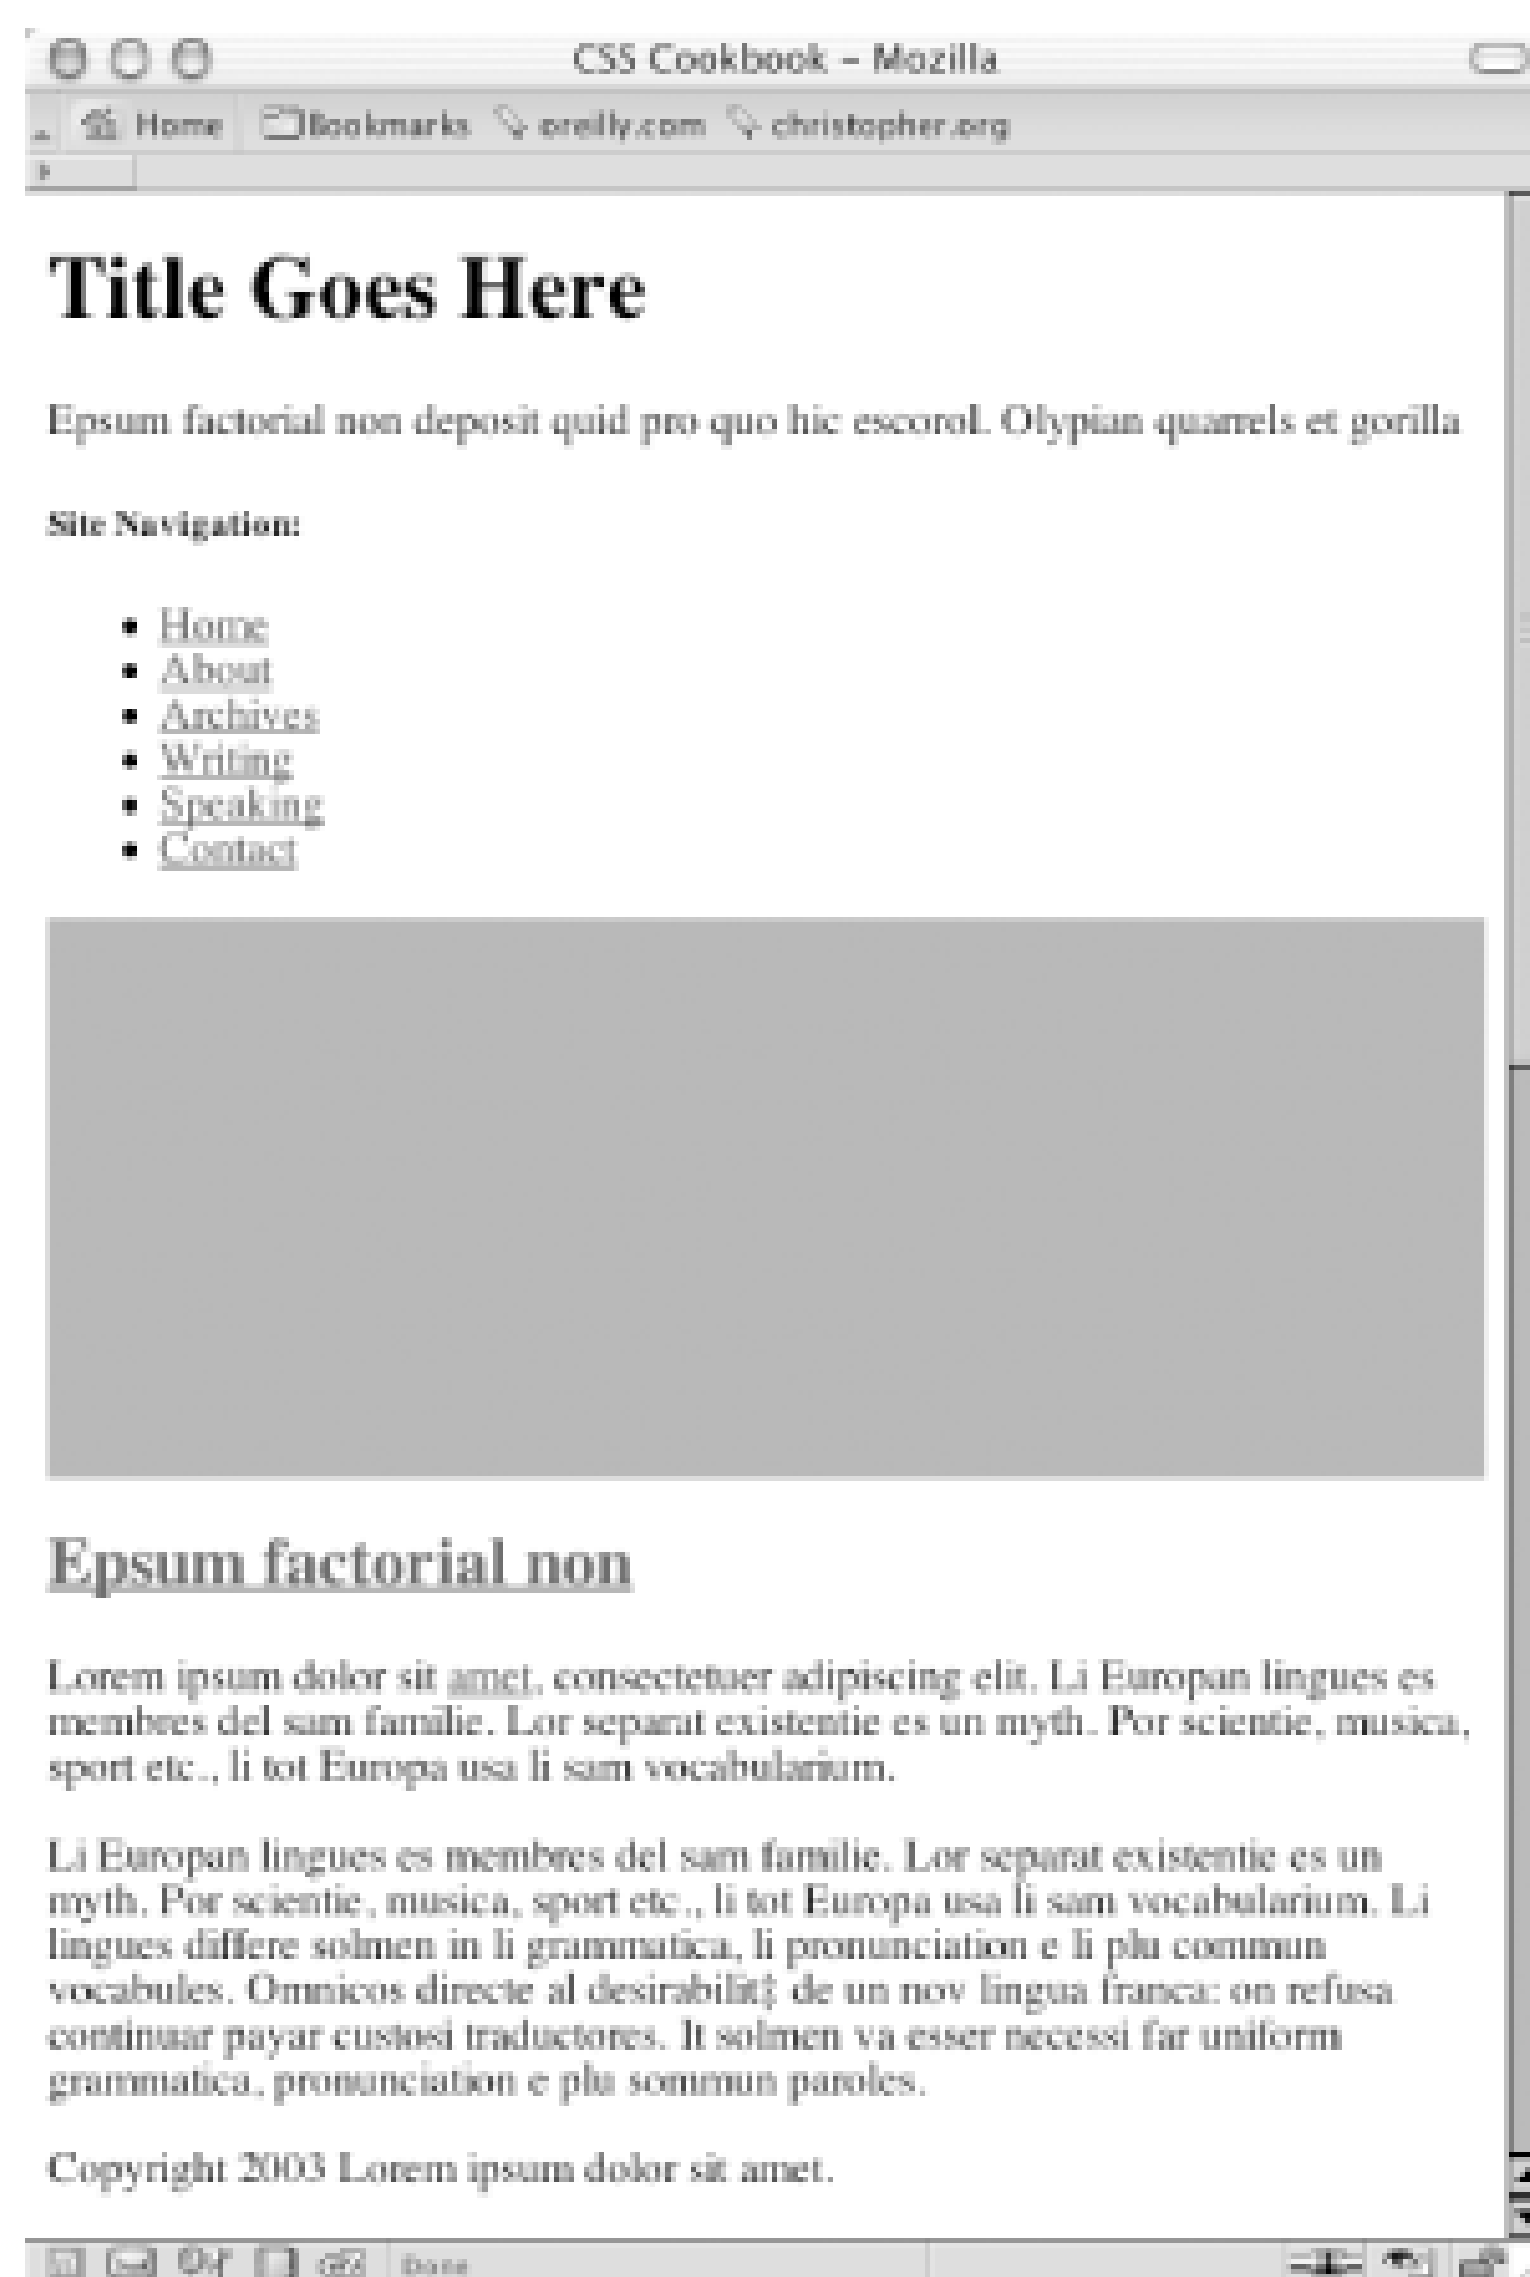 CSS Cookbook – Mozilla
Home Bookmarks oreilly.com christopher.org
Title Goes Here
Epsum factorial non deposit quid pro quo hic escorol. Olypian quarrels et gorilla
Site Navigation:
• Home
• About
• Archives
• Writing
• Speaking
• Contact
Epsum factorial non
Lorem ipsum dolor sit amet, consectetuer adipiscing elit. Li Europan lingues es
membres del sam familie. Lor separat existentie es un myth. Por scientie, musica,
sport etc., li tot Europa usa li sam vocabularium.
Li Europan lingues es membres del sam familie. Lor separat existentie es un
myth. Por scientie, musica, sport etc., li tot Europa usa li sam vocabularium. Li
lingues differe solmen in li grammatica, li pronunciation e li plu commun
vocabules. Omnicos directe al desirabilit‡ de un nov lingua franca: on refusa
continuar payar custosi traductores. It solmen va esser necessi far uniform
grammatica, pronunciation e plu sommun paroles.
Copyright 2003 Lorem ipsum dolor sit amet.
Done